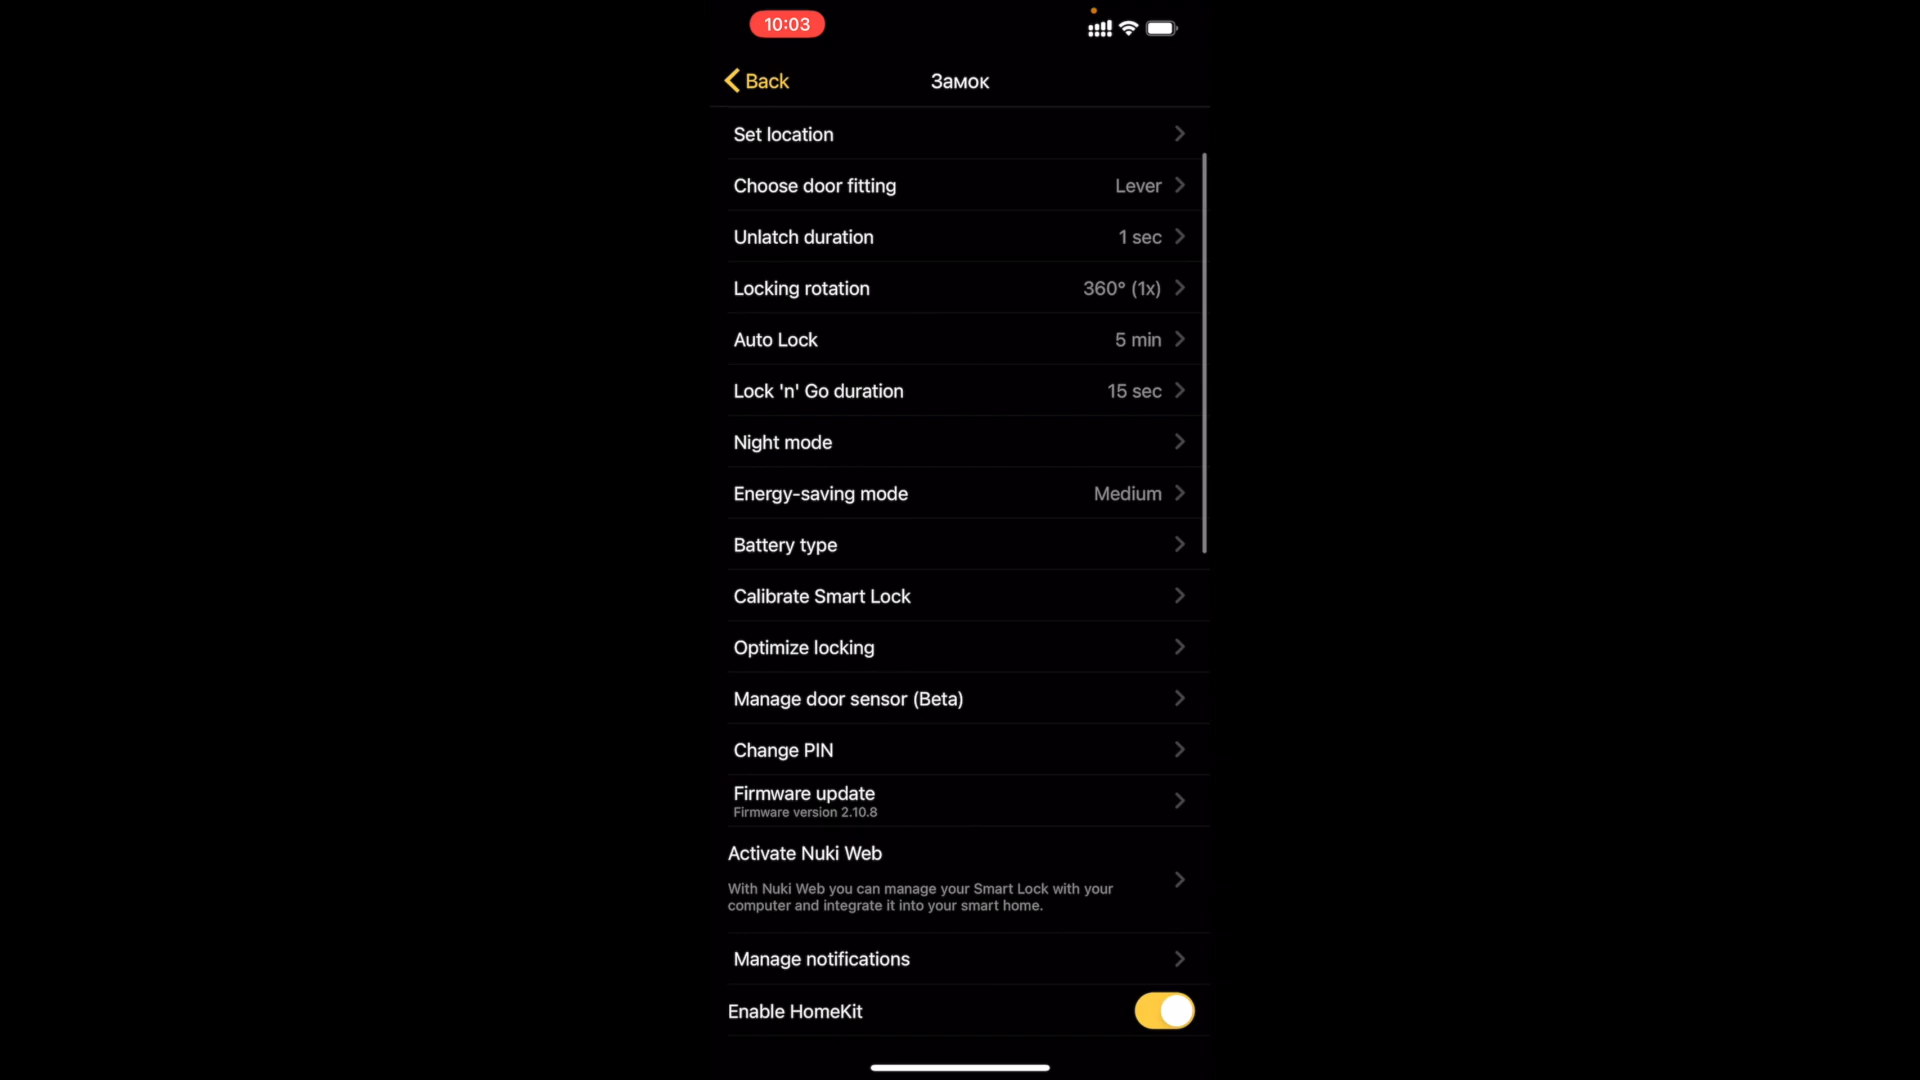 10:03
Back
Замок
Set location
Choose door fitting Lever
Unlatch duration 1 sec
Locking rotation 360° (1x)
Auto Lock 5 min
Lock 'n' Go duration 15 sec
Night mode
Energy-saving mode Medium
Battery type
Calibrate Smart Lock
Optimize locking
Manage door sensor (Beta)
Change PIN
Firmware update
Firmware version 2.10.8
Activate Nuki Web
With Nuki Web you can manage your Smart Lock with your
computer and integrate it into your smart home.
Manage notifications
Enable HomeKit